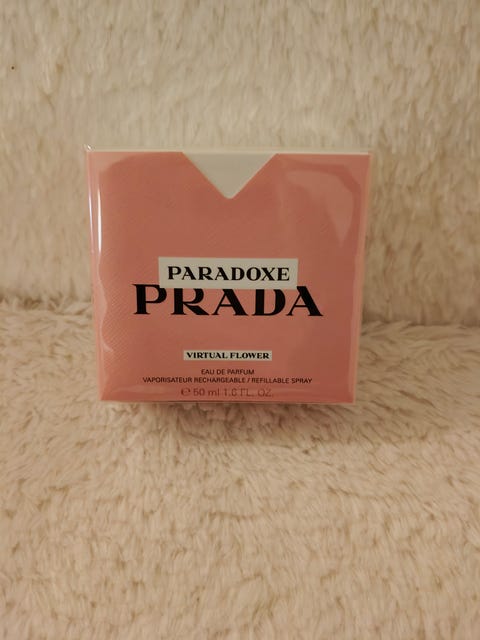 PARADOXE
PRADA
VIRTUAL FLOWER
EAU DE PARFUM
VAPORISATEUR RECHARGEABLE / REFILLABLE SPRAY
℮ 50 ml 1.6 FL. OZ.